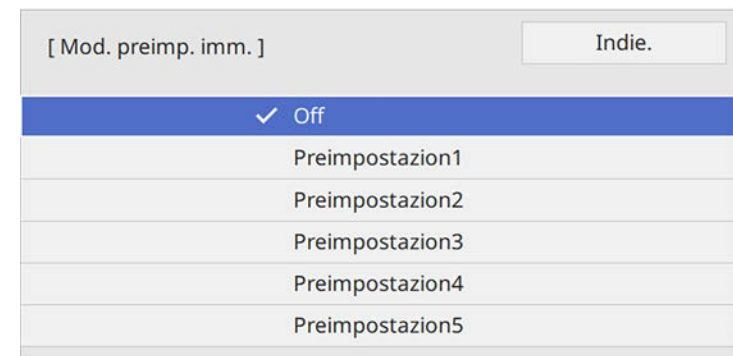 [ Mod. preimp. imm. ] Indie.
Off
Preimpostazion1
Preimpostazion2
Preimpostazion3
Preimpostazion4
Preimpostazion5